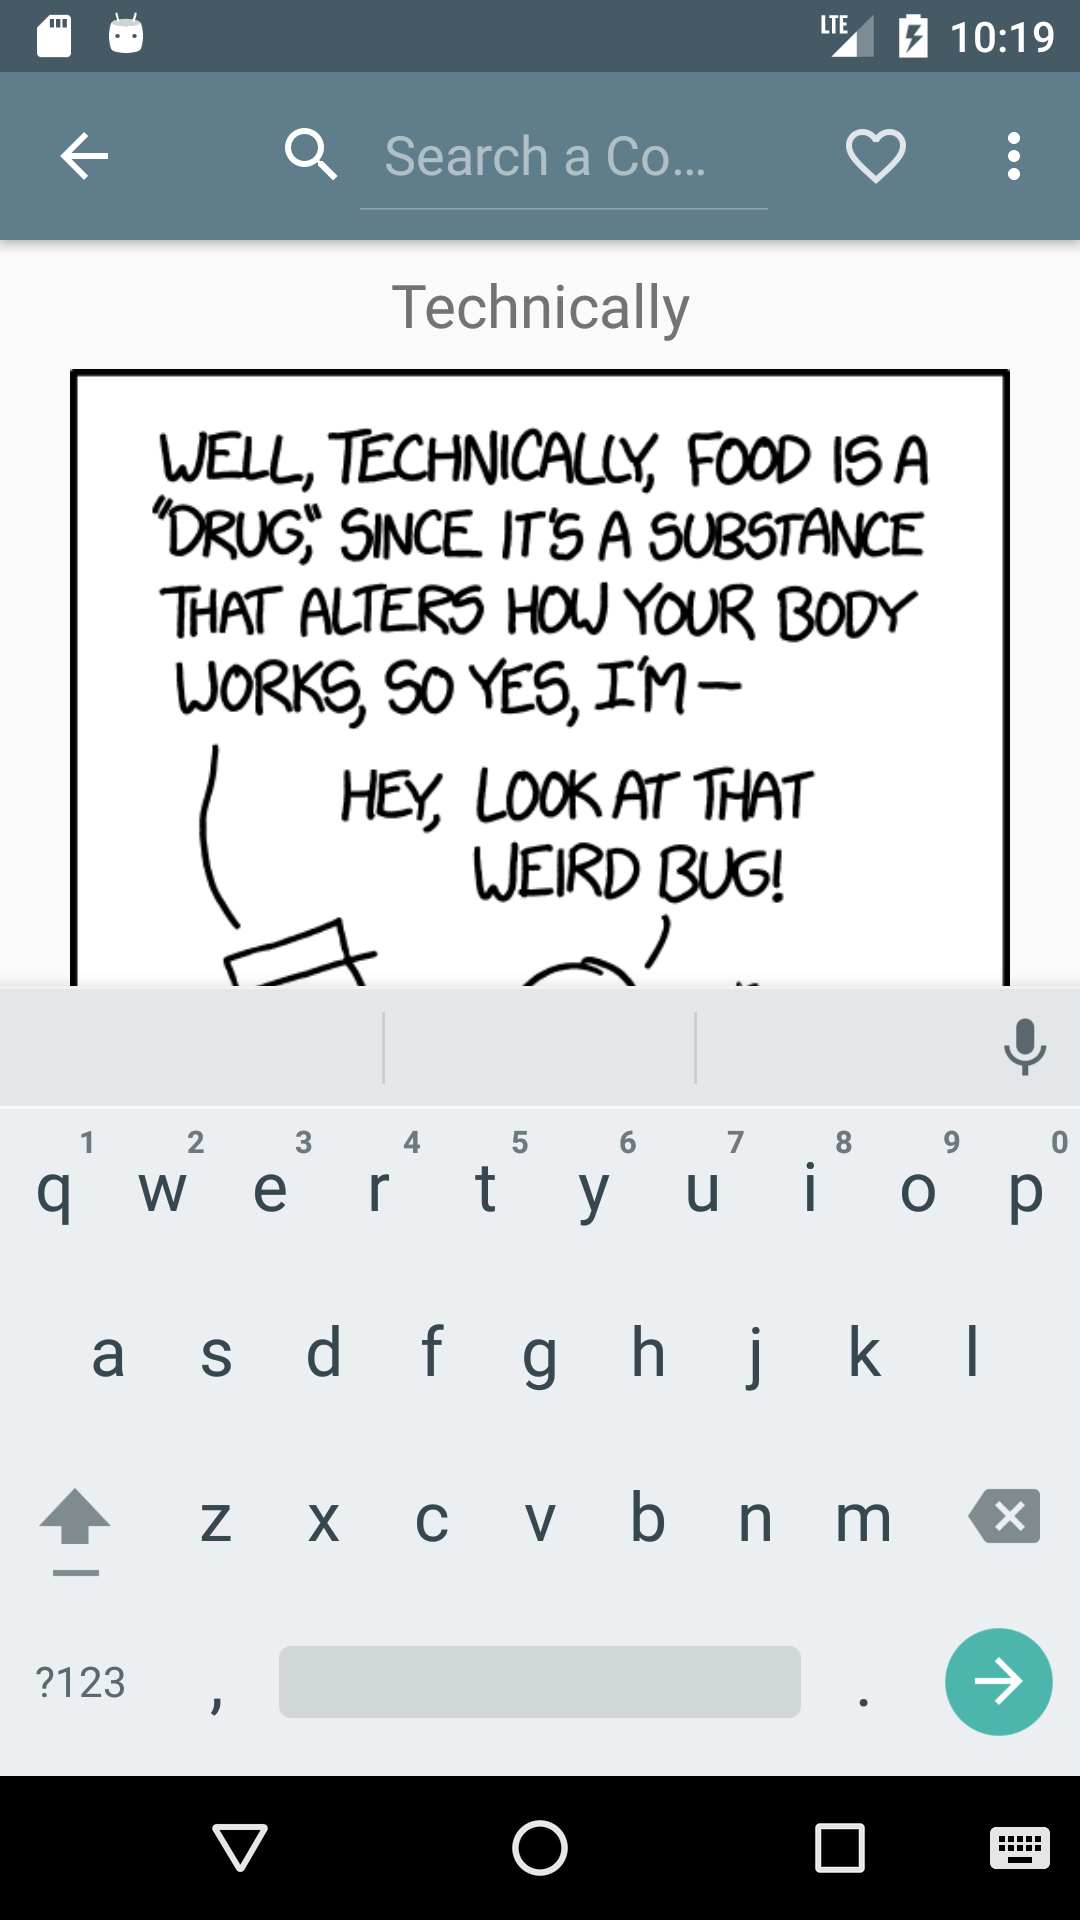 LTE 10:19
Search a Co...
Technically
WELL, TECHNICALLY, FOOD IS A
"DRUG," SINCE IT'S A SUBSTANCE
THAT ALTERS HOW YOUR BODY
WORKS, SO YES, I'M—
HEY, LOOK AT THAT
WEIRD BUG!
1 2 3 4 5 6 7 8 9 0
q w e r t y u i o p
a s d f g h j k l
z x c v b n m
?123 , .